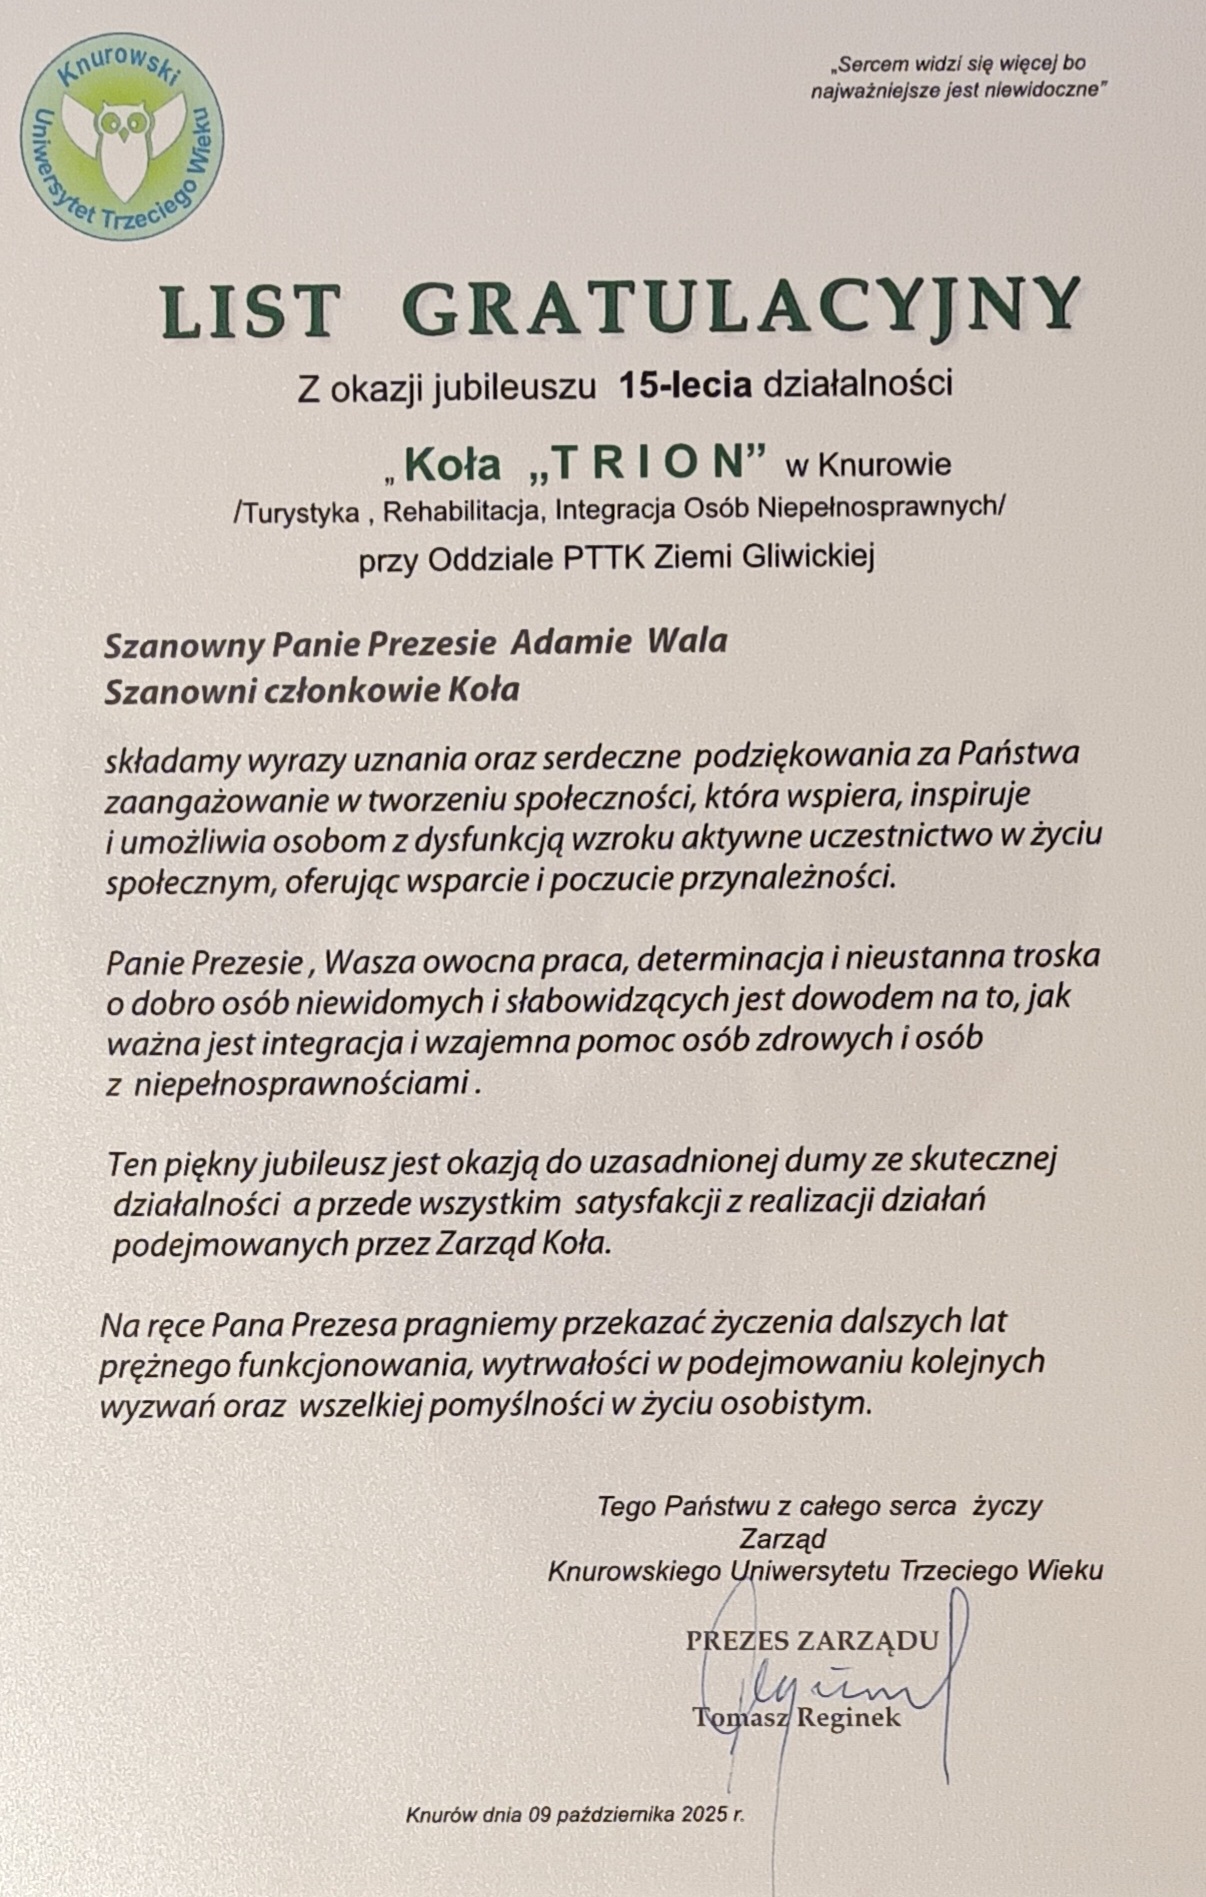 Knurowski
Uniwersytet Trzeciego Wieku
„Sercem widzi się więcej bo
najważniejsze jest niewidoczne”
LIST GRATULACYJNY
Z okazji jubileuszu 15-lecia działalności
„ Koła „T R I O N” w Knurowie
/Turystyka , Rehabilitacja, Integracja Osób Niepełnosprawnych/
przy Oddziale PTTK Ziemi Gliwickiej
Szanowny Panie Prezesie Adamie Wala
Szanowni członkowie Koła
składamy wyrazy uznania oraz serdeczne podziękowania za Państwa
zaangażowanie w tworzeniu społeczności, która wspiera, inspiruje
i umożliwia osobom z dysfunkcją wzroku aktywne uczestnictwo w życiu
społecznym, oferując wsparcie i poczucie przynależności.
Panie Prezesie , Wasza owocna praca, determinacja i nieustanna troska
o dobro osób niewidomych i słabowidzących jest dowodem na to, jak
ważna jest integracja i wzajemna pomoc osób zdrowych i osób
z niepełnosprawnościami .
Ten piękny jubileusz jest okazją do uzasadnionej dumy ze skutecznej
działalności a przede wszystkim satysfakcji z realizacji działań
podejmowanych przez Zarząd Koła.
Na ręce Pana Prezesa pragniemy przekazać życzenia dalszych lat
prężnego funkcjonowania, wytrwałości w podejmowaniu kolejnych
wyzwań oraz wszelkiej pomyślności w życiu osobistym.
Tego Państwu z całego serca życzy
Zarząd
Knurowskiego Uniwersytetu Trzeciego Wieku
PREZES ZARZĄDU
Tomasz Reginek
Knurów dnia 09 października 2025 r.